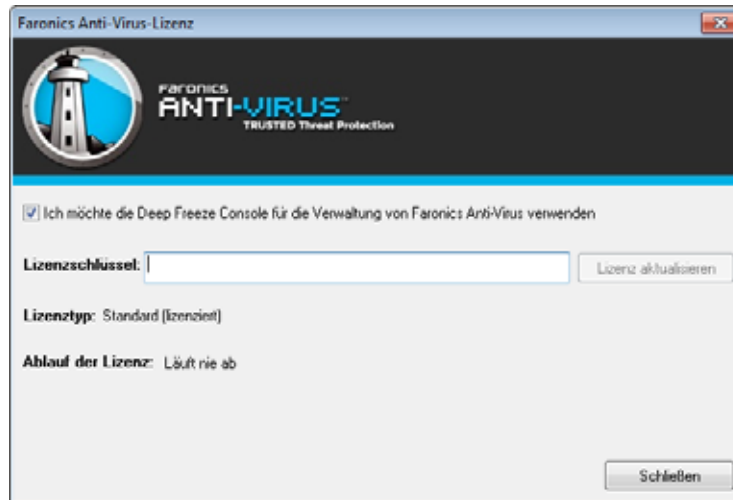 Faronics Anti-Virus-Lizenz
FARONICS
ANTI-VIRUS™
TRUSTED Threat Protection
Ich möchte die Deep Freeze Console für die Verwaltung von Faronics Anti-Virus verwenden
Lizenzschlüssel:
Lizenz aktualisieren
Lizenztyp: Standard (lizenziert)
Ablauf der Lizenz: Läuft nie ab
Schließen